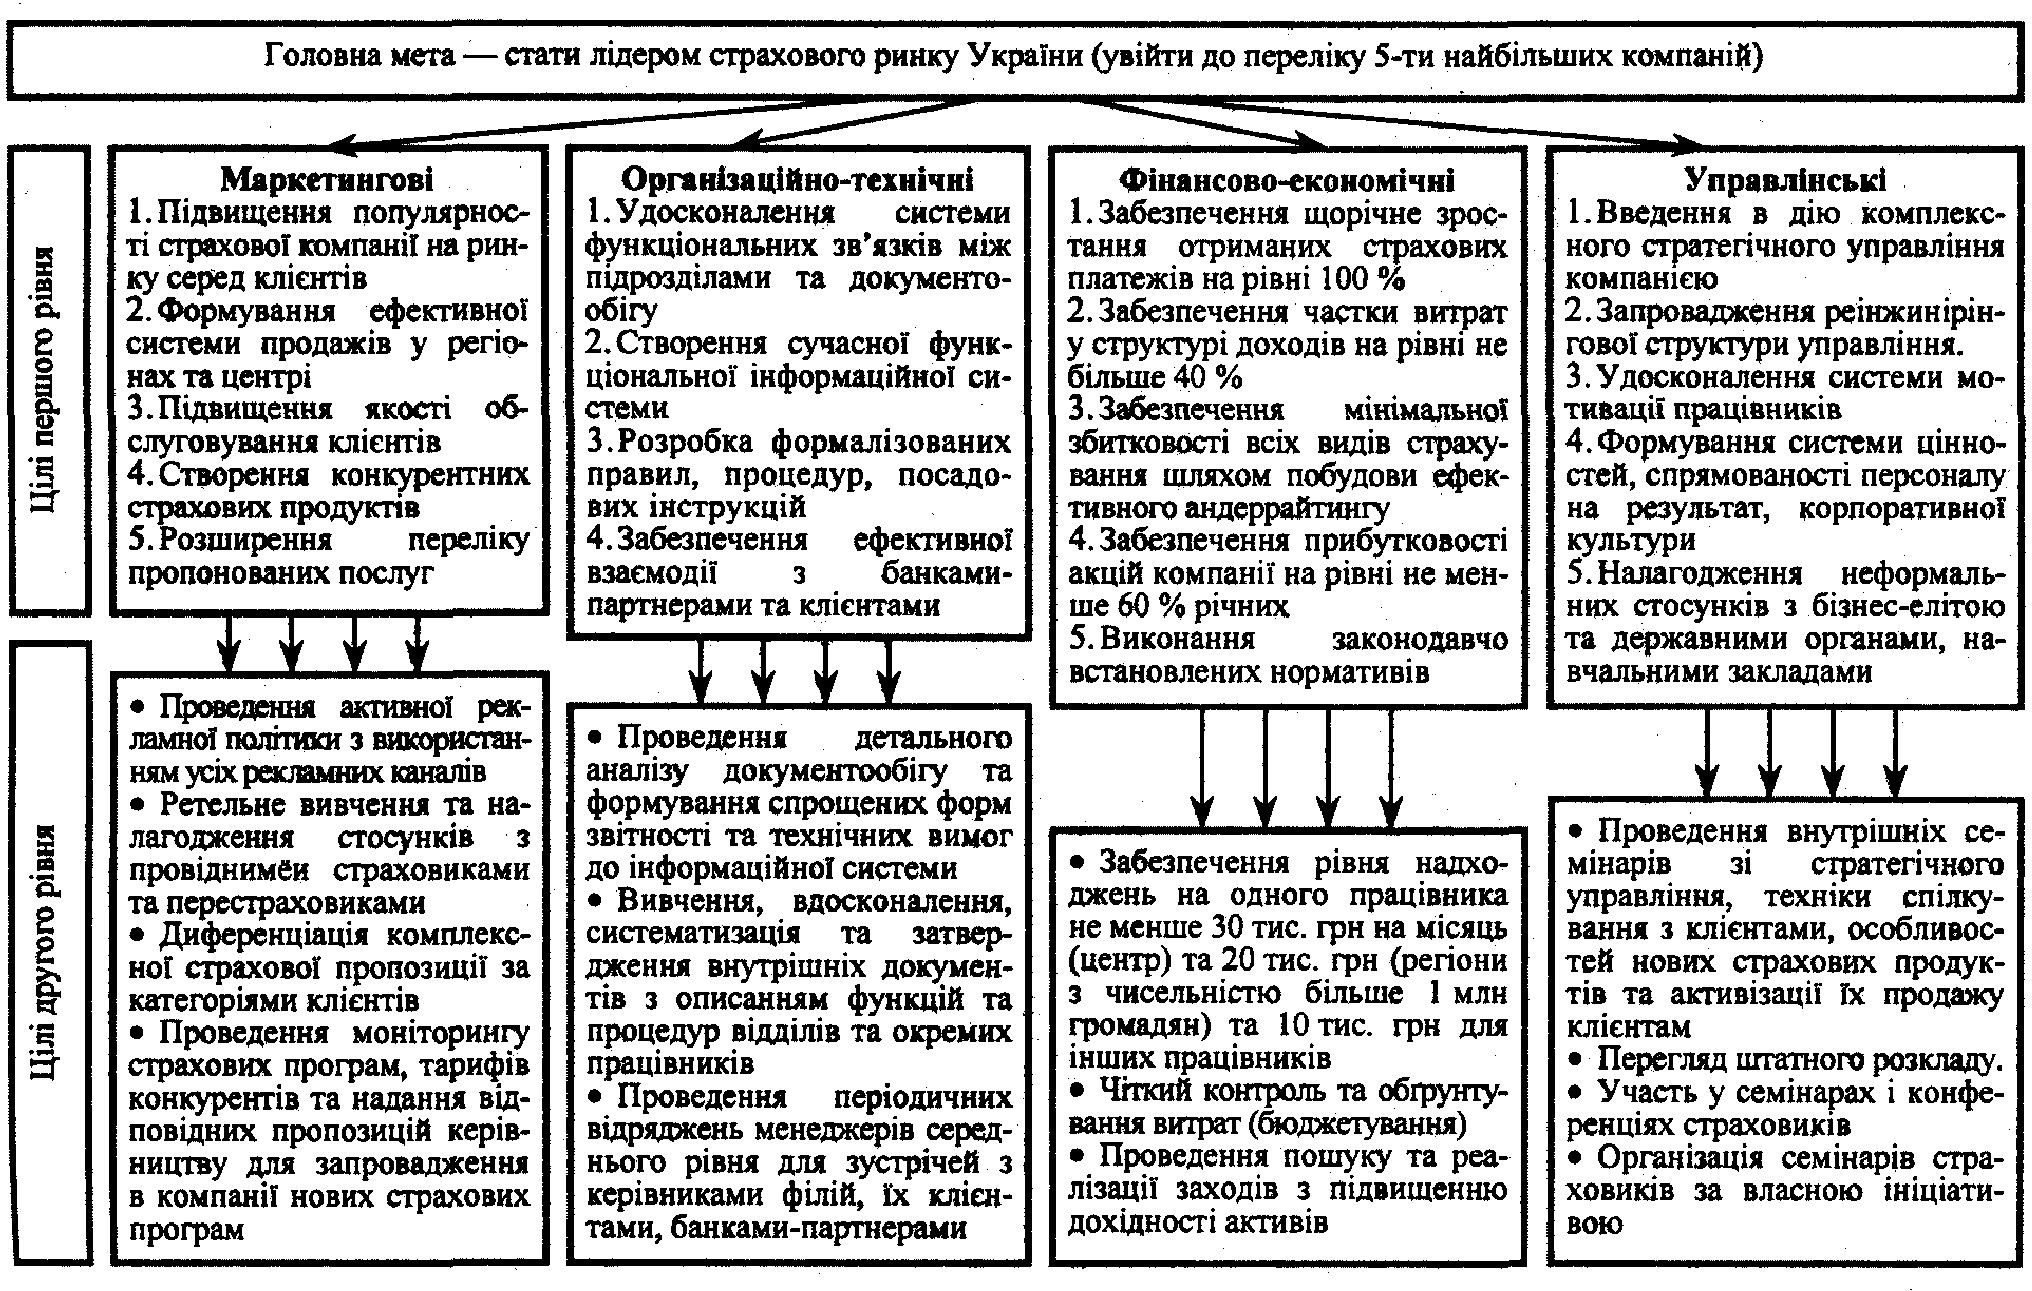 Головна мета — стати лідером страхового ринку України (увійти до переліку 5-ти найбільших компаній)
Цілі першого рівня
Маркетингові
1. Підвищення популярнос-
ті страхової компанії на рин-
ку серед клієнтів
2. Формування ефективної
системи продажів у регіо-
нах та центрі
3. Підвищення якості об-
слуговування клієнтів
4. Створення конкурентних
страхових продуктів
5. Розширення переліку
пропонованих послуг
Організаційно-технічні
1. Удосконалення системи
функціональних зв’язків між
підрозділами та документо-
обігу
2. Створення сучасної функ-
ціональної інформаційної си-
стеми
3. Розробка формалізованих
правил, процедур, посадо-
вих інструкцій
4. Забезпечення ефективної
взаємодії з банками-
партнерами та клієнтами
Фінансово-економічні
1. Забезпечення щорічне зрос-
тання отриманих страхових
платежів на рівні 100 %
2. Забезпечення частки витрат
у структурі доходів на рівні не
більше 40 %
3. Забезпечення мінімальної
збитковості всіх видів страху-
вання шляхом побудови ефек-
тивного андеррайтингу
4. Забезпечення прибутковості
акцій компанії на рівні не мен-
ше 60 % річних
5. Виконання законодавчо
встановлених нормативів
Управлінські
1. Введення в дію комплекс-
ного стратегічного управління
компанією
2. Запровадження реінжинірін-
гової структури управління.
3. Удосконалення системи мо-
тивації працівників
4. Формування системи цінно-
стей, спрямованості персоналу
на результат, корпоративної
культури
5. Налагодження неформаль-
них стосунків з бізнес-елітою
та державними органами, на-
вчальними закладами
Цілі другого рівня
• Проведення активної рек-
ламної політики з використан-
ням усіх рекламних каналів
• Ретельне вивчення та на-
лагодження стосунків з
провіднимёи страховиками
та перестраховиками
• Диференціація комплекс-
ної страхової пропозиції за
категоріями клієнтів
• Проведення моніторингу
страхових програм, тарифів
конкурентів та надання від-
повідних пропозицій керів-
ництву для запровадження
в компанії нових страхових
програм
• Проведення детального
аналізу документообігу та
формування спрощених форм
звітності та технічних вимог
до інформаційної системи
• Вивчення, вдосконалення,
систематизація та затвер-
дження внутрішніх докумен-
тів з описанням функцій та
процедур відділів та окремих
працівників
• Проведення періодичних
відряджень менеджерів серед-
нього рівня для зустрічей з
керівниками філій, їх клієн-
тами, банками-партнерами
• Забезпечення рівня надхо-
джень на одного працівника
не менше 30 тис. грн на місяць
(центр) та 20 тис. грн (регіони
з чисельністю більше 1 млн
громадян) та 10 тис. грн для
інших працівників
• Чіткий контроль та обґрунту-
вання витрат (бюджетування)
• Проведення пошуку та реа-
лізації заходів з підвищенню
дохідності активів
• Проведення внутрішніх се-
мінарів зі стратегічного
управління, техніки спілку-
вання з клієнтами, особливос-
тей нових страхових продук-
тів та активізації їх продажу
клієнтам
• Перегляд штатного розкладу.
• Участь у семінарах і конфе-
ренціях страховиків
• Організація семінарів стра-
ховиків за власною ініціати-
вою